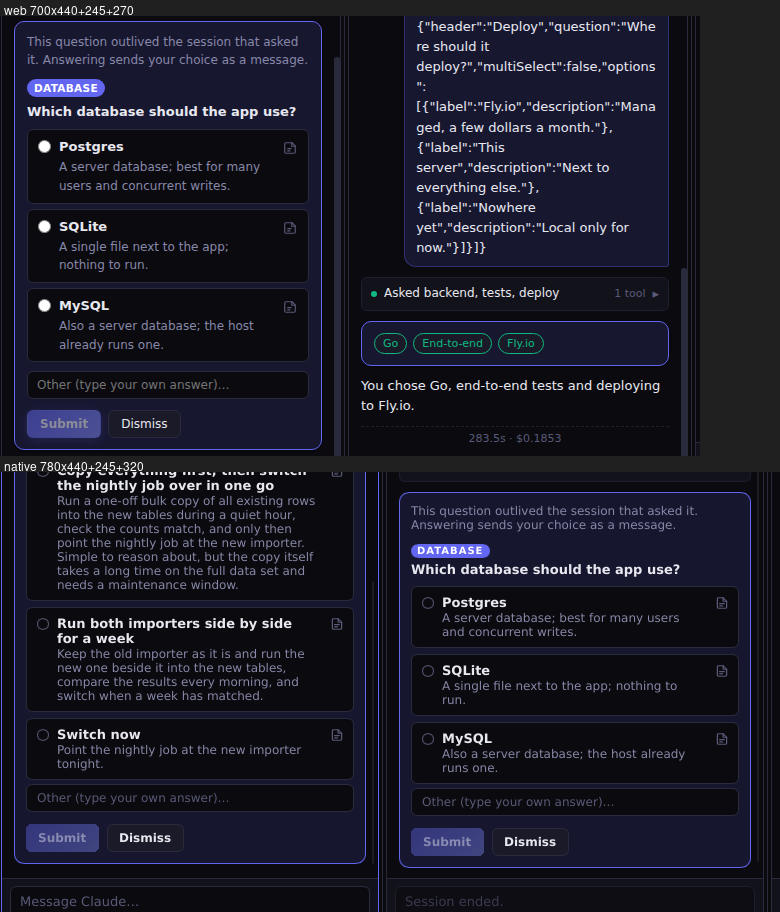 web 700x440+245+270
This question outlived the session that asked
it. Answering sends your choice as a message.
DATABASE
Which database should the app use?
Postgres
A server database; best for many
users and concurrent writes.
SQLite
A single file next to the app;
nothing to run.
MySQL
Also a server database; the host
already runs one.
Other (type your own answer)...
Submit
Dismiss
{"header":"Deploy","question":"Whe
re should it
deploy?","multiSelect":false,"options
":
[{"label":"Fly.io","description":"Mana
ged, a few dollars a month."},
{"label":"This
server","description":"Next to
everything else."},
{"label":"Nowhere
yet","description":"Local only for
now."}]}]}
Asked backend, tests, deploy
1 tool ▸
Go
End-to-end
Fly.io
You chose Go, end-to-end tests and deploying
to Fly.io.
283.5s · $0.1853
native 780x440+245+320
Copy everything first, then switch
the nightly job over in one go
Run a one-off bulk copy of all existing rows
into the new tables during a quiet hour,
check the counts match, and only then
point the nightly job at the new importer.
Simple to reason about, but the copy itself
takes a long time on the full data set and
needs a maintenance window.
Run both importers side by side
for a week
Keep the old importer as it is and run the
new one beside it into the new tables,
compare the results every morning, and
switch when a week has matched.
Switch now
Point the nightly job at the new importer
tonight.
Other (type your own answer)...
Submit
Dismiss
Message Claude...
This question outlived the session that asked it.
Answering sends your choice as a message.
DATABASE
Which database should the app use?
Postgres
A server database; best for many users
and concurrent writes.
SQLite
A single file next to the app; nothing to
run.
MySQL
Also a server database; the host already
runs one.
Other (type your own answer)...
Submit
Dismiss
Session ended.